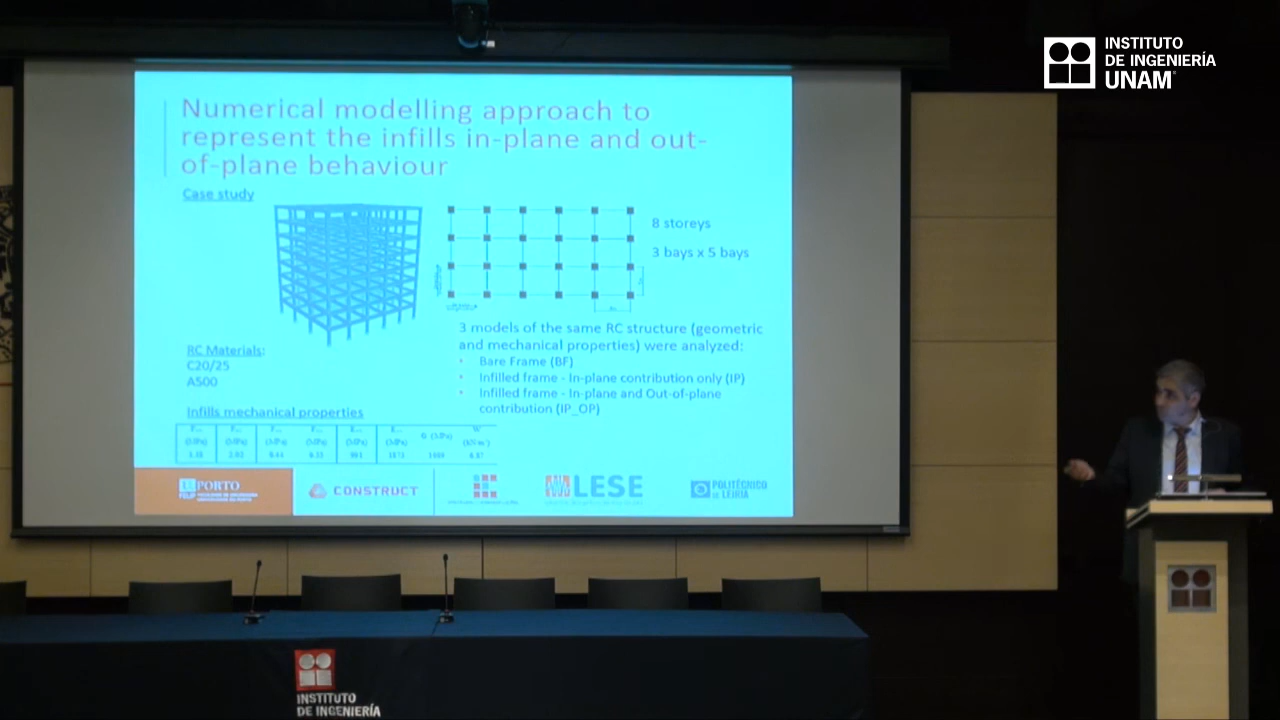 INSTITUTO
DE INGENIERÍA
UNAM
Numerical modelling approach to
represent the infills in-plane and out-
of-plane behaviour
Case study
8 storeys
3 bays x 5 bays
3 models of the same RC structure (geometric
and mechanical properties) were analyzed:
• Bare Frame (BF)
• Infilled frame - In-plane contribution only (IP)
• Infilled frame - In-plane and Out-of-plane
contribution (IP_OP)
RC Materials:
C20/25
A500
Infills mechanical properties
U.PORTO
CONSTRUCT
LESE
POLITÉCNICO
DE LEIRIA
INSTITUTO
DE INGENIERÍA